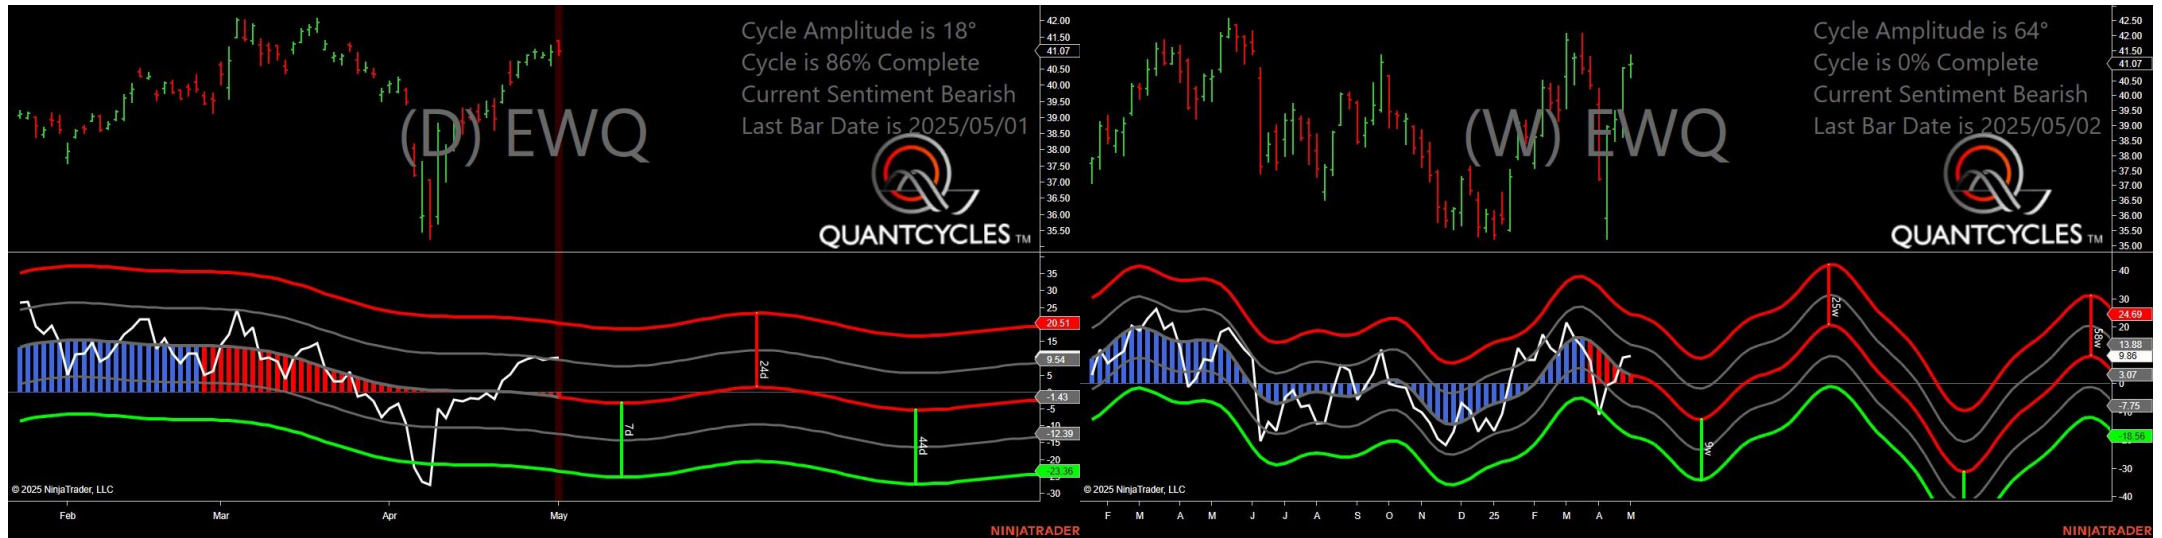 Cycle Amplitude is 18°
Cycle is 86% Complete
Current Sentiment Bearish
Last Bar Date is 2025/05/01
(D) EWQ
QUANTCYCLES TM
42.00
41.50
41.07
40.50
40.00
39.50
39.00
38.50
38.00
37.50
37.00
36.50
36.00
35.50
35
30
25
20.51
15
9.54
5
-1.43
-5
-10
-12.39
-15
-20
-23.36
-30
24d
7d
44d
© 2025 NinjaTrader, LLC
Feb
Mar
Apr
May
NINJATRADER
Cycle Amplitude is 64°
Cycle is 0% Complete
Current Sentiment Bearish
Last Bar Date is 2025/05/02
(W) EWQ
QUANTCYCLES TM
42.50
42.00
41.50
41.07
40.50
40.00
39.50
39.00
38.50
38.00
37.50
37.00
36.50
36.00
35.50
35.00
40
30
24.69
20
13.88
9.86
3.07
0
-7.75
-18.56
-30
-40
25w
58w
9w
© 2025 NinjaTrader, LLC
F M A M J J A S O N D 25 F M A M
NINJATRADER